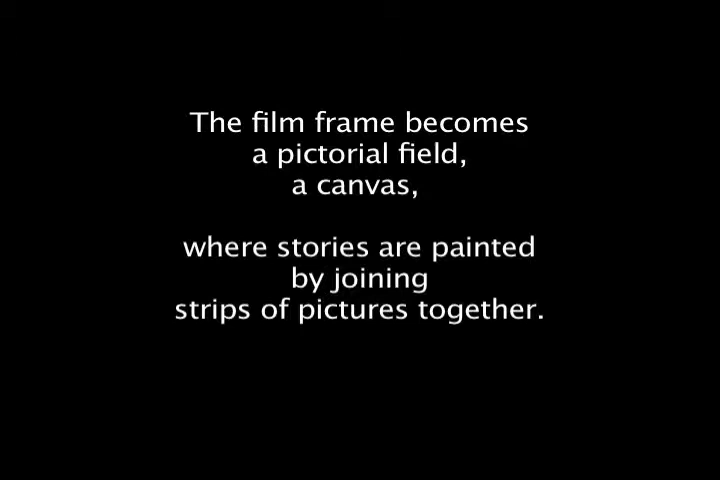 The film frame becomes
a pictorial field,
a canvas,
where stories are painted
by joining
strips of pictures together.